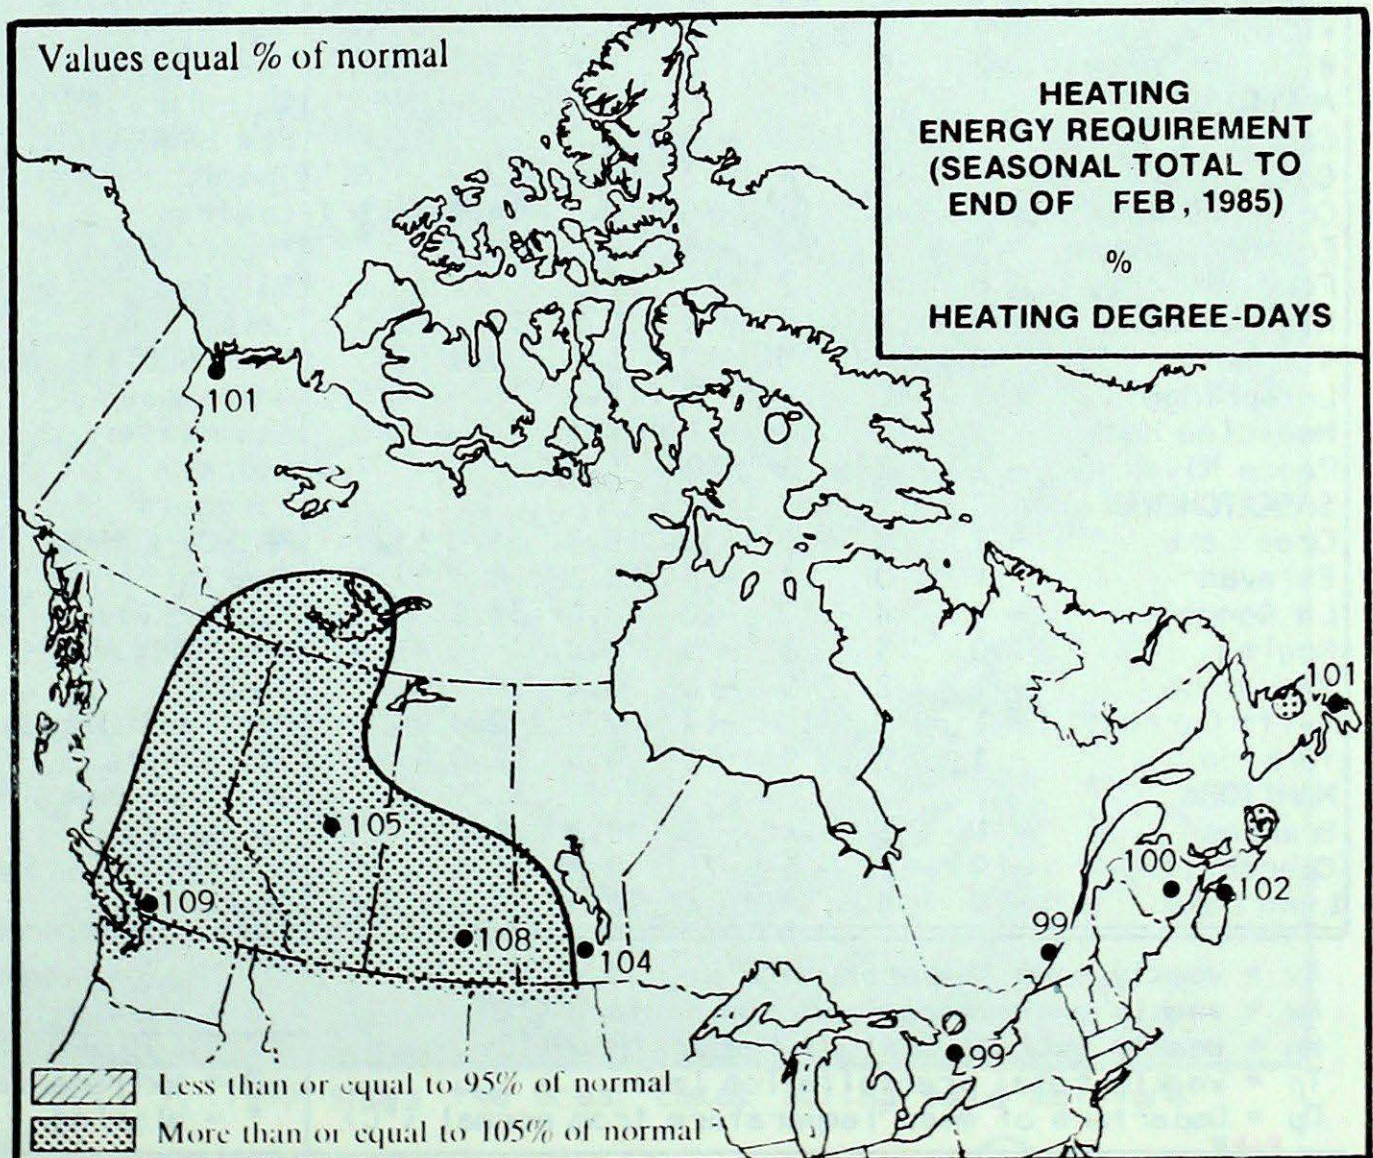 Values equal % of normal
HEATING
ENERGY REQUIREMENT
(SEASONAL TOTAL TO
END OF FEB, 1985)
%
HEATING DEGREE-DAYS
101
101
105
100
109
102
108
99
104
99
Less than or equal to 95% of normal
More than or equal to 105% of normal